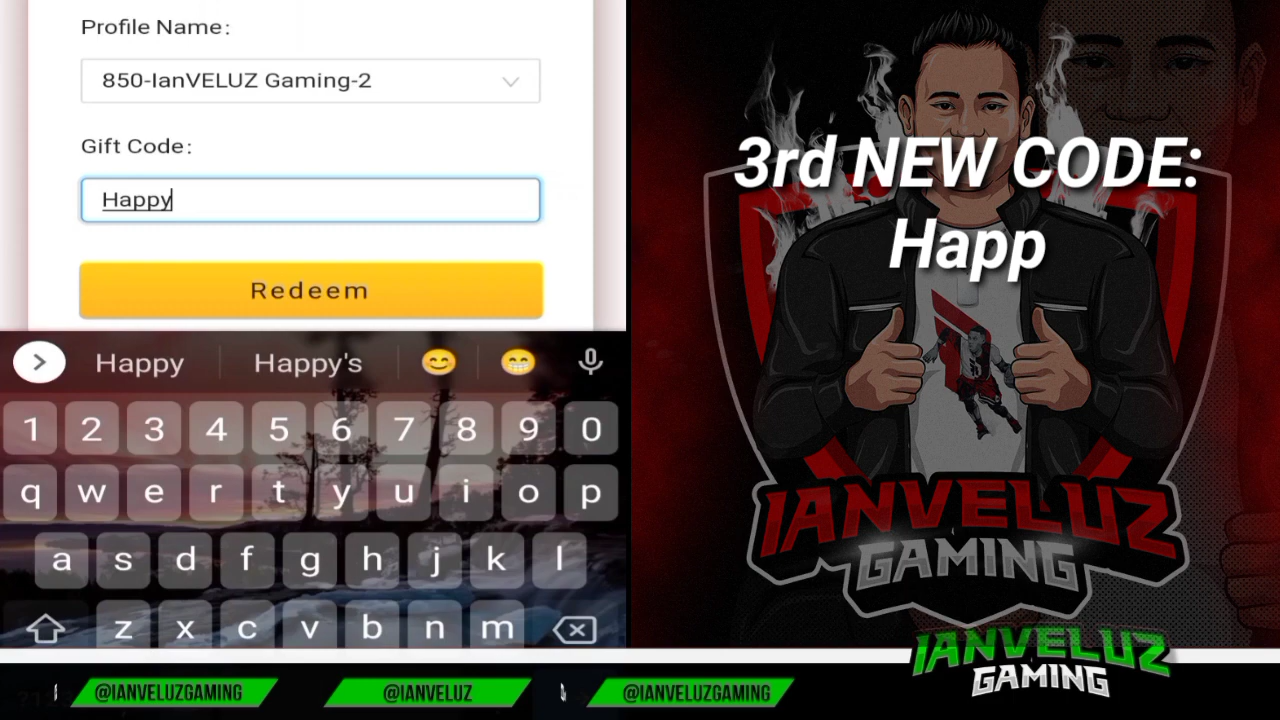 Profile Name:
850-IanVELUZ Gaming-2
Gift Code:
Happy
Redeem
Happy Happy's
1 2 3 4 5 6 7 8 9 0
q w e r t y u i o p
a s d f g h j k l
z x c v b n m
3rd NEW CODE:
Happ
IANVELUZ
GAMING
IANVELUZ
GAMING
@IANVELUZGAMING @IANVELUZ @IANVELUZGAMING